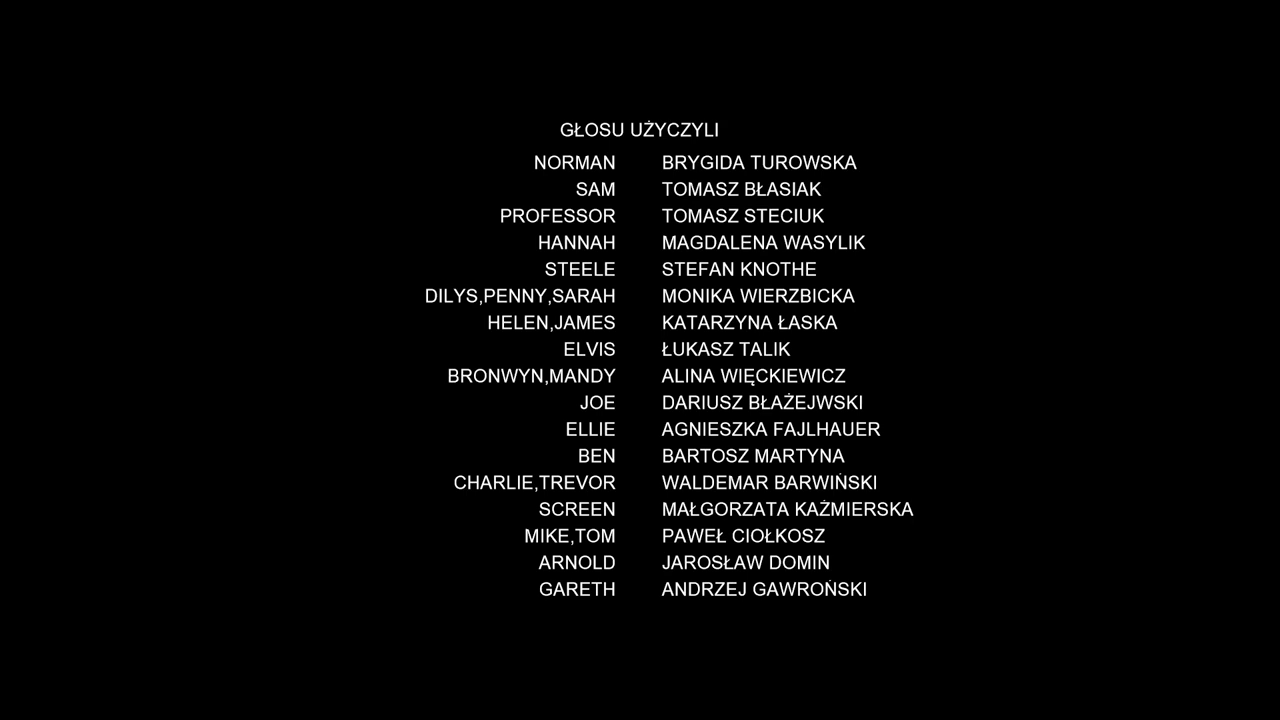 GŁOSU UŻYCZYLI
NORMAN BRYGIDA TUROWSKA
SAM TOMASZ BŁASIAK
PROFESSOR TOMASZ STECIUK
HANNAH MAGDALENA WASYLIK
STEELE STEFAN KNOTHE
DILYS,PENNY,SARAH MONIKA WIERZBICKA
HELEN,JAMES KATARZYNA ŁASKA
ELVIS ŁUKASZ TALIK
BRONWYN,MANDY ALINA WIĘCKIEWICZ
JOE DARIUSZ BŁAŻEJWSKI
ELLIE AGNIESZKA FAJLHAUER
BEN BARTOSZ MARTYNA
CHARLIE,TREVOR WALDEMAR BARWIŃSKI
SCREEN MAŁGORZATA KAŻMIERSKA
MIKE,TOM PAWEŁ CIOŁKOSZ
ARNOLD JAROSŁAW DOMIN
GARETH ANDRZEJ GAWROŃSKI